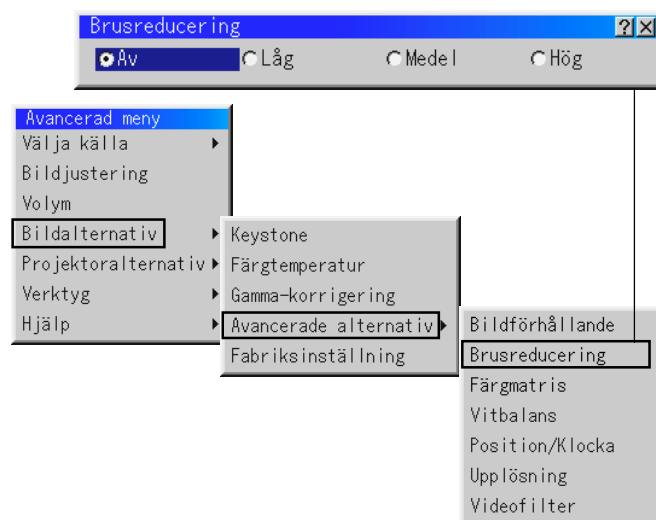 Brusreducering
Av Låg Medel Hög
Avancerad meny
Välja källa
Bildjustering
Volym
Bildalternativ
Projektoralternativ
Verktyg
Hjälp
Keystone
Färgtemperatur
Gamma-korrigering
Avancerade alternativ
Fabriksinställning
Bildförhållande
Brusreducering
Färgmatris
Vitbalans
Position/Klocka
Upplösning
Videofilter